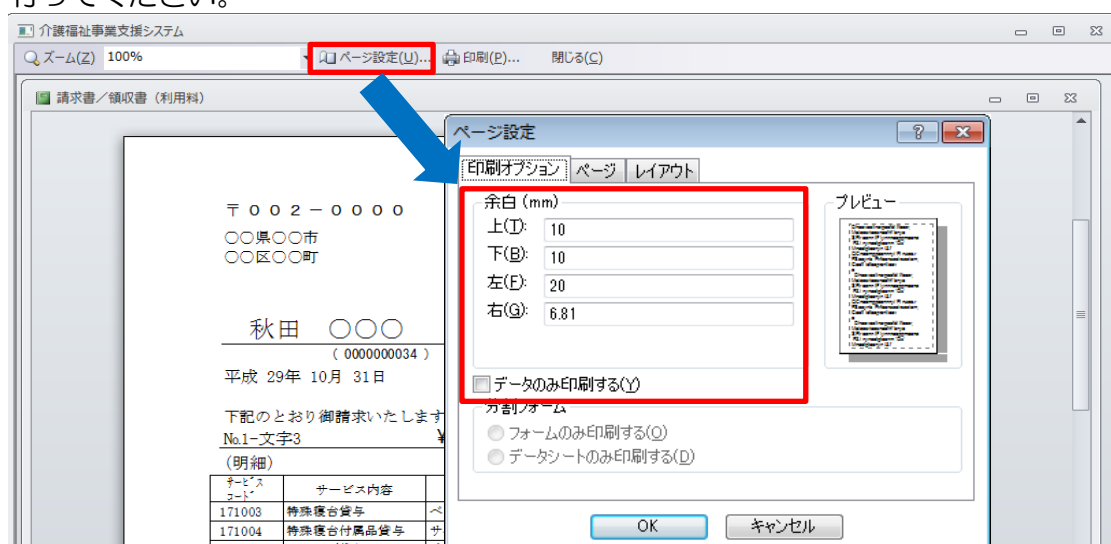 行ってください。
介護福祉事業支援システム
ズーム(Z) 100% ページ設定(U)... 印刷(P)... 閉じる(C)
請求書／領収書（利用料）
〒002－0000
○○県○○市
○○区○○町
秋田 ○○○
( 0000000034 )
平成 29年 10月 31日
下記のとおり御請求いたします
No.1-文字3 ¥
(明細)
サービスコード サービス内容
171003 特殊寝台貸与 ベ
171004 特殊寝台付属品貸与 サ
ページ設定
印刷オプション ページ レイアウト
余白 (mm)
上(T): 10
下(B): 10
左(F): 20
右(G): 6.81
プレビュー
データのみ印刷する(Y)
分割フォーム
フォームのみ印刷する(O)
データシートのみ印刷する(D)
OK キャンセル